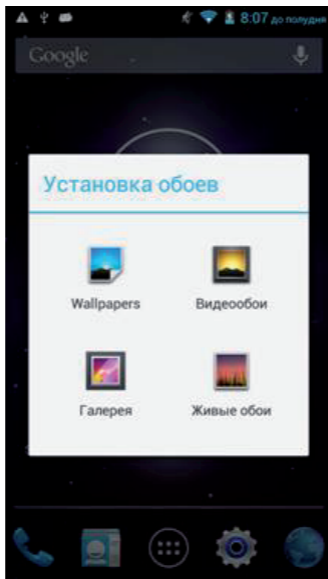 8:07 до полудня
Google
Установка обоев
Wallpapers
Видеообои
Галерея
Живые обои